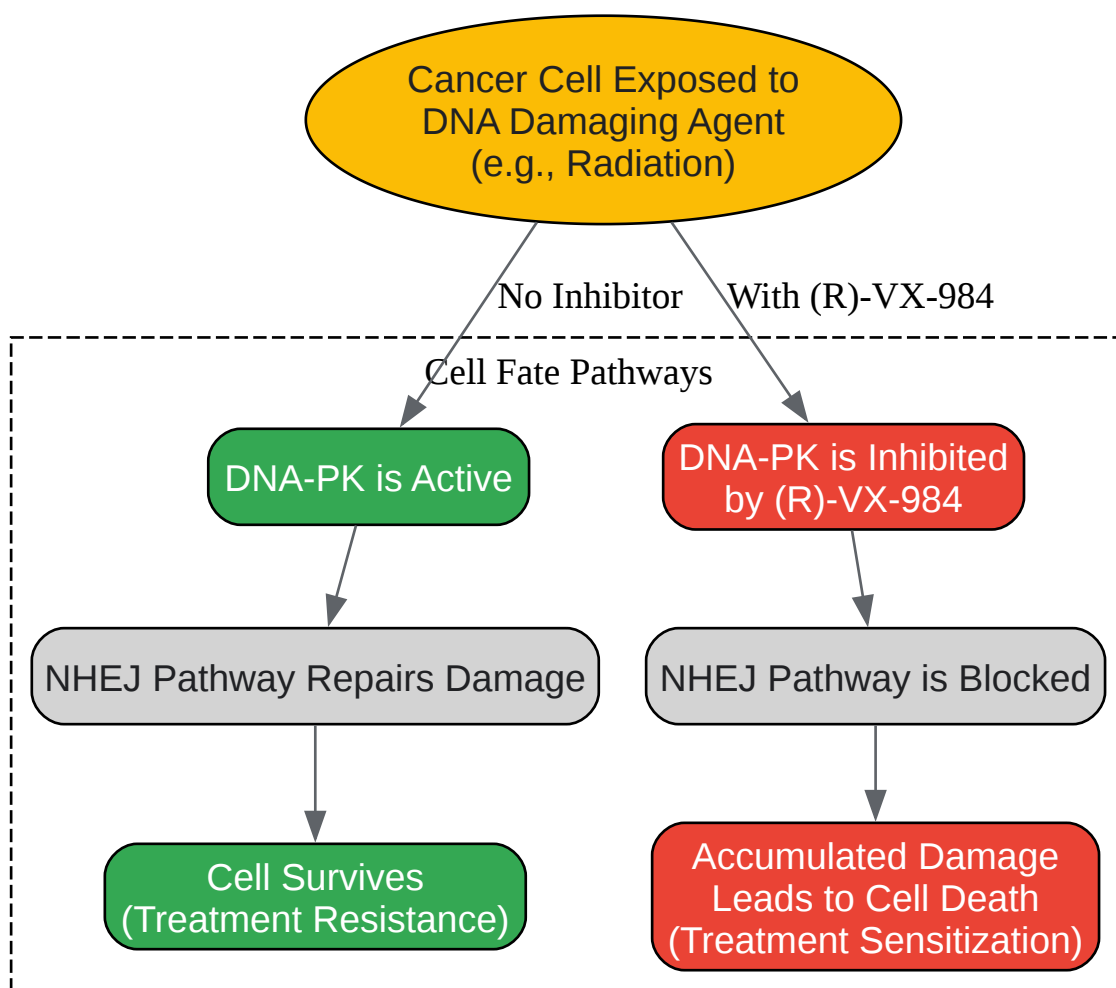 Cancer Cell Exposed to
DNA Damaging Agent
(e.g., Radiation)
No Inhibitor
With (R)-VX-984
Cell Fate Pathways
DNA-PK is Active
DNA-PK is Inhibited
by (R)-VX-984
NHEJ Pathway Repairs Damage
NHEJ Pathway is Blocked
Cell Survives
(Treatment Resistance)
Accumulated Damage
Leads to Cell Death
(Treatment Sensitization)